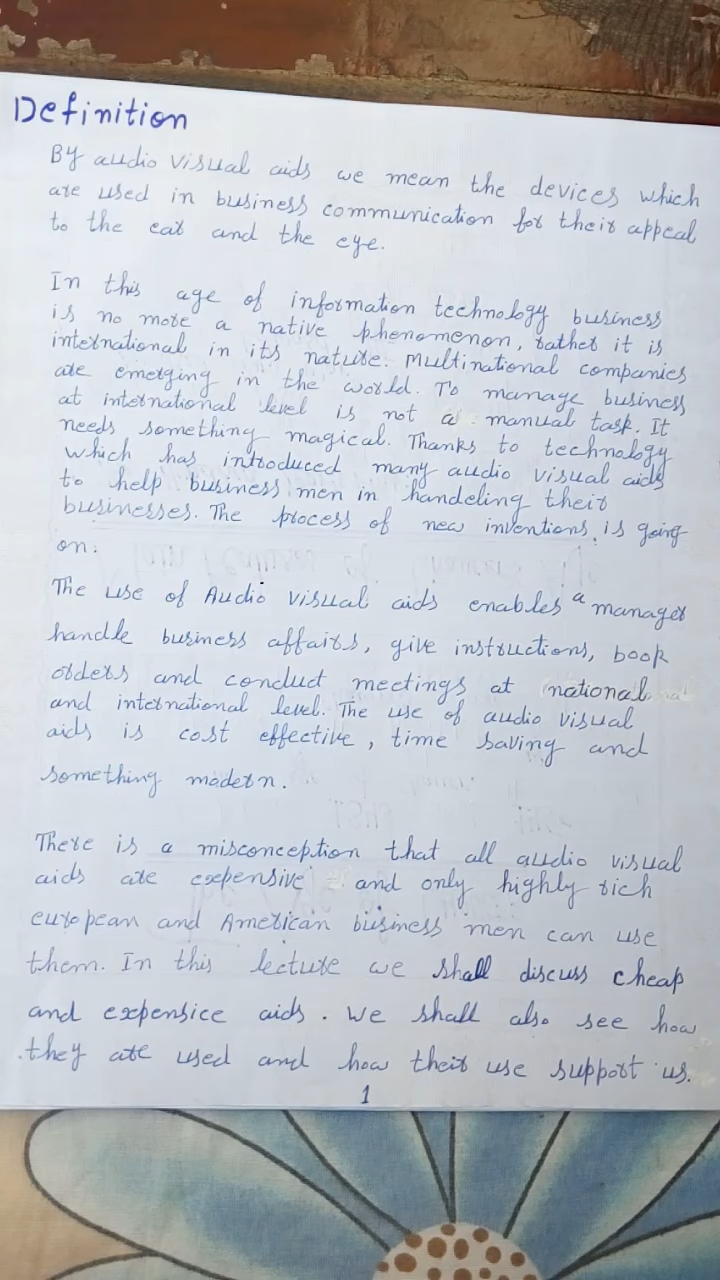 Definition
By audio visual aids we mean the devices which
are used in business communication for their appeal
to the ear and the eye.
In this age of information technology business
is no more a native phenomenon, rather it is
international in its nature. Multinational companies
are emerging in the world. To manage business
at international level is not a manual task. It
needs something magical. Thanks to technology
which has introduced many audio visual aids
to help business men in handeling their
businesses. The process of new inventions is going
on.
The use of Audio visual aids enables a manager
handle business affairs, give instructions, book
orders and conduct meetings at national
and international level. The use of audio visual
aids is cost effective, time saving and
something modern.
There is a misconception that all audio visual
aids are expensive and only highly rich
european and American business men can use
them. In this lecture we shall discuss cheap
and expensice aids. We shall also see how
they are used and how their use support us.
1